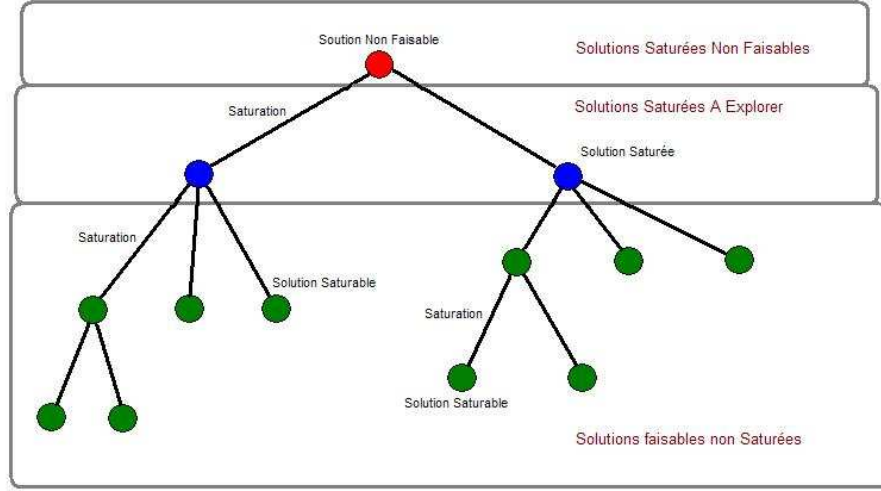 Soution Non Faisable
Solutions Saturées Non Faisables
Saturation
Solutions Saturées A Explorer
Solution Saturée
Saturation
Solution Saturable
Saturation
Solution Saturable
Solutions faisables non Saturées